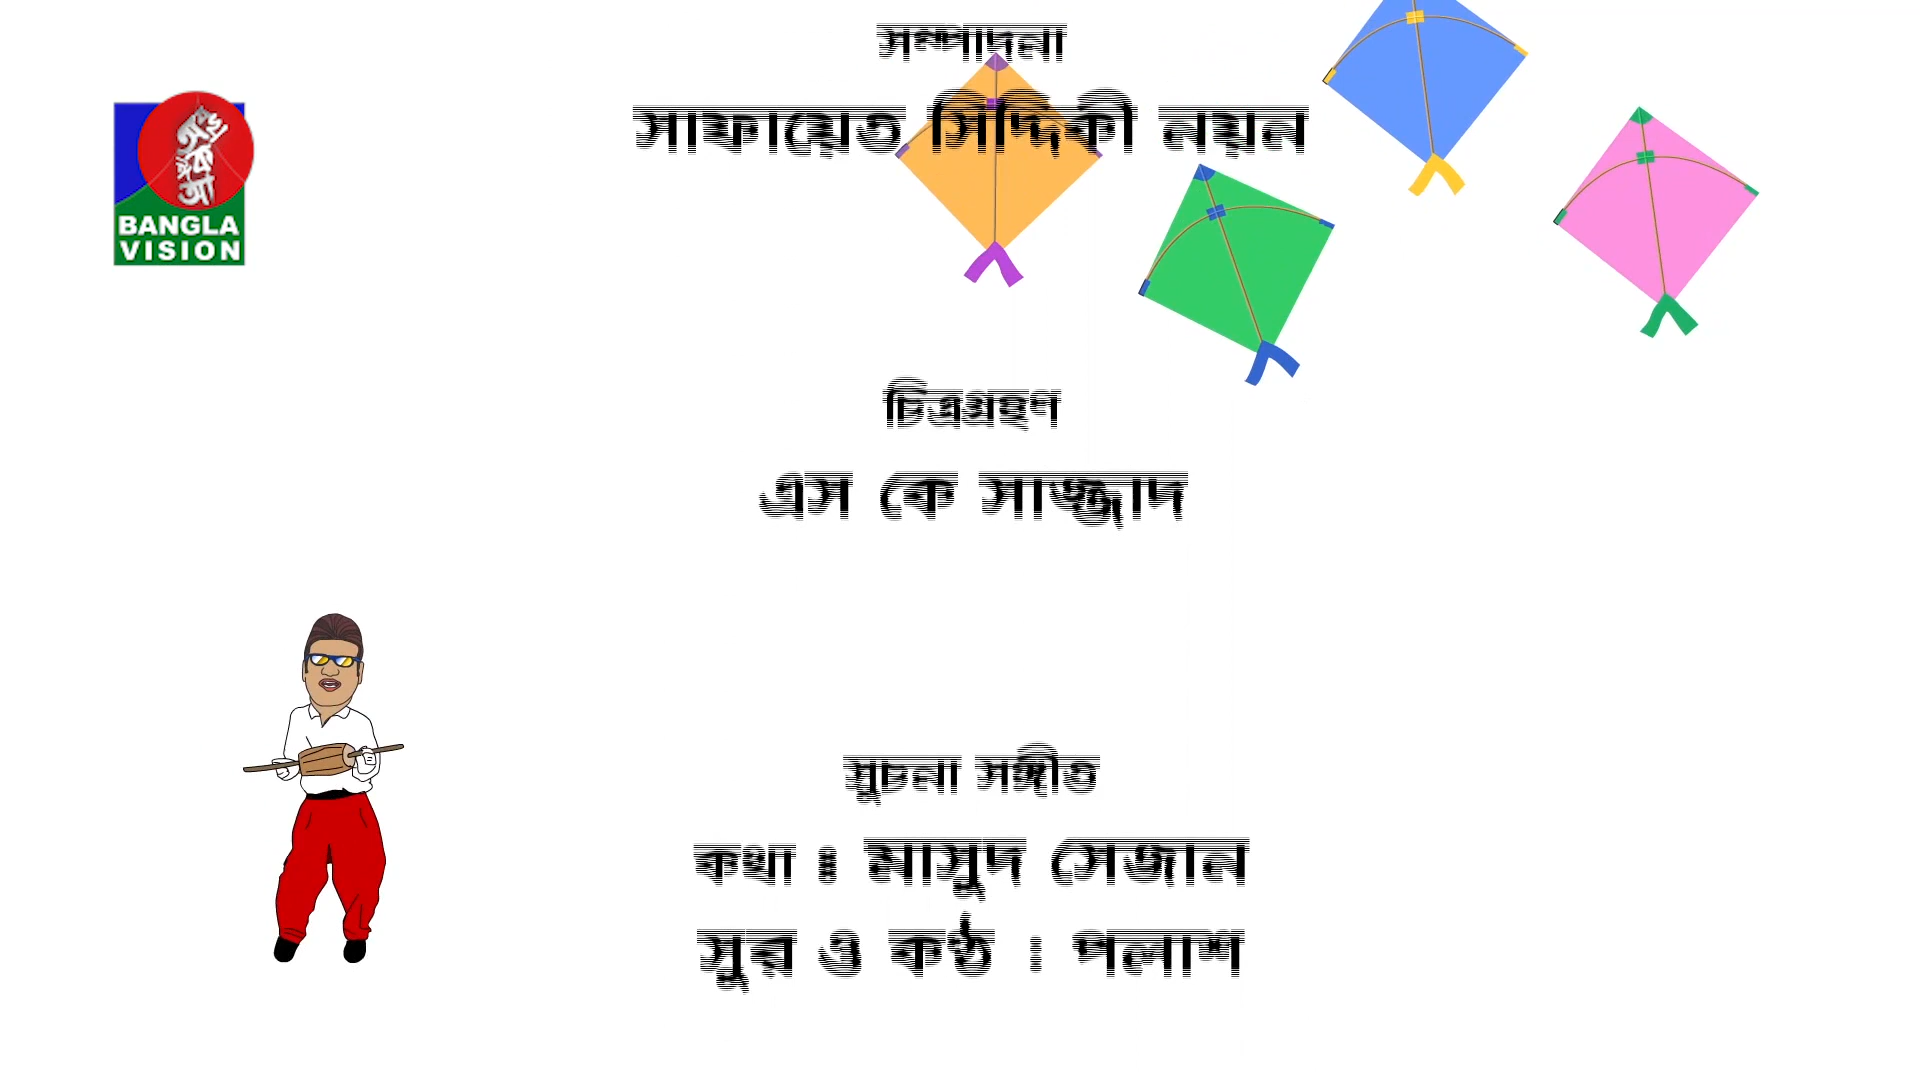 সম্পাদনা
সাফায়েত সিদ্দিকী নয়ন
BANGLA
VISION
চিত্রগ্রহণ
এস কে সাজ্জাদ
সুচনা সঙ্গীত
কথা ঃ মাসুদ সেজান
সুর ও কণ্ঠ : পলাশ